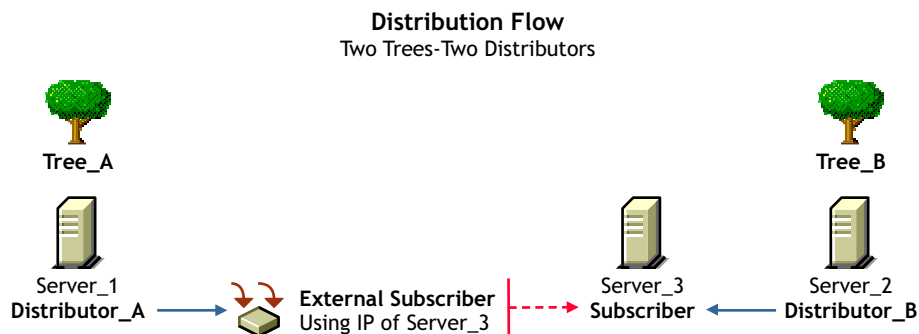 Distribution Flow
Two Trees-Two Distributors
Tree_A
Tree_B
Server_1
Distributor_A
External Subscriber
Using IP of Server_3
Server_3
Subscriber
Server_2
Distributor_B